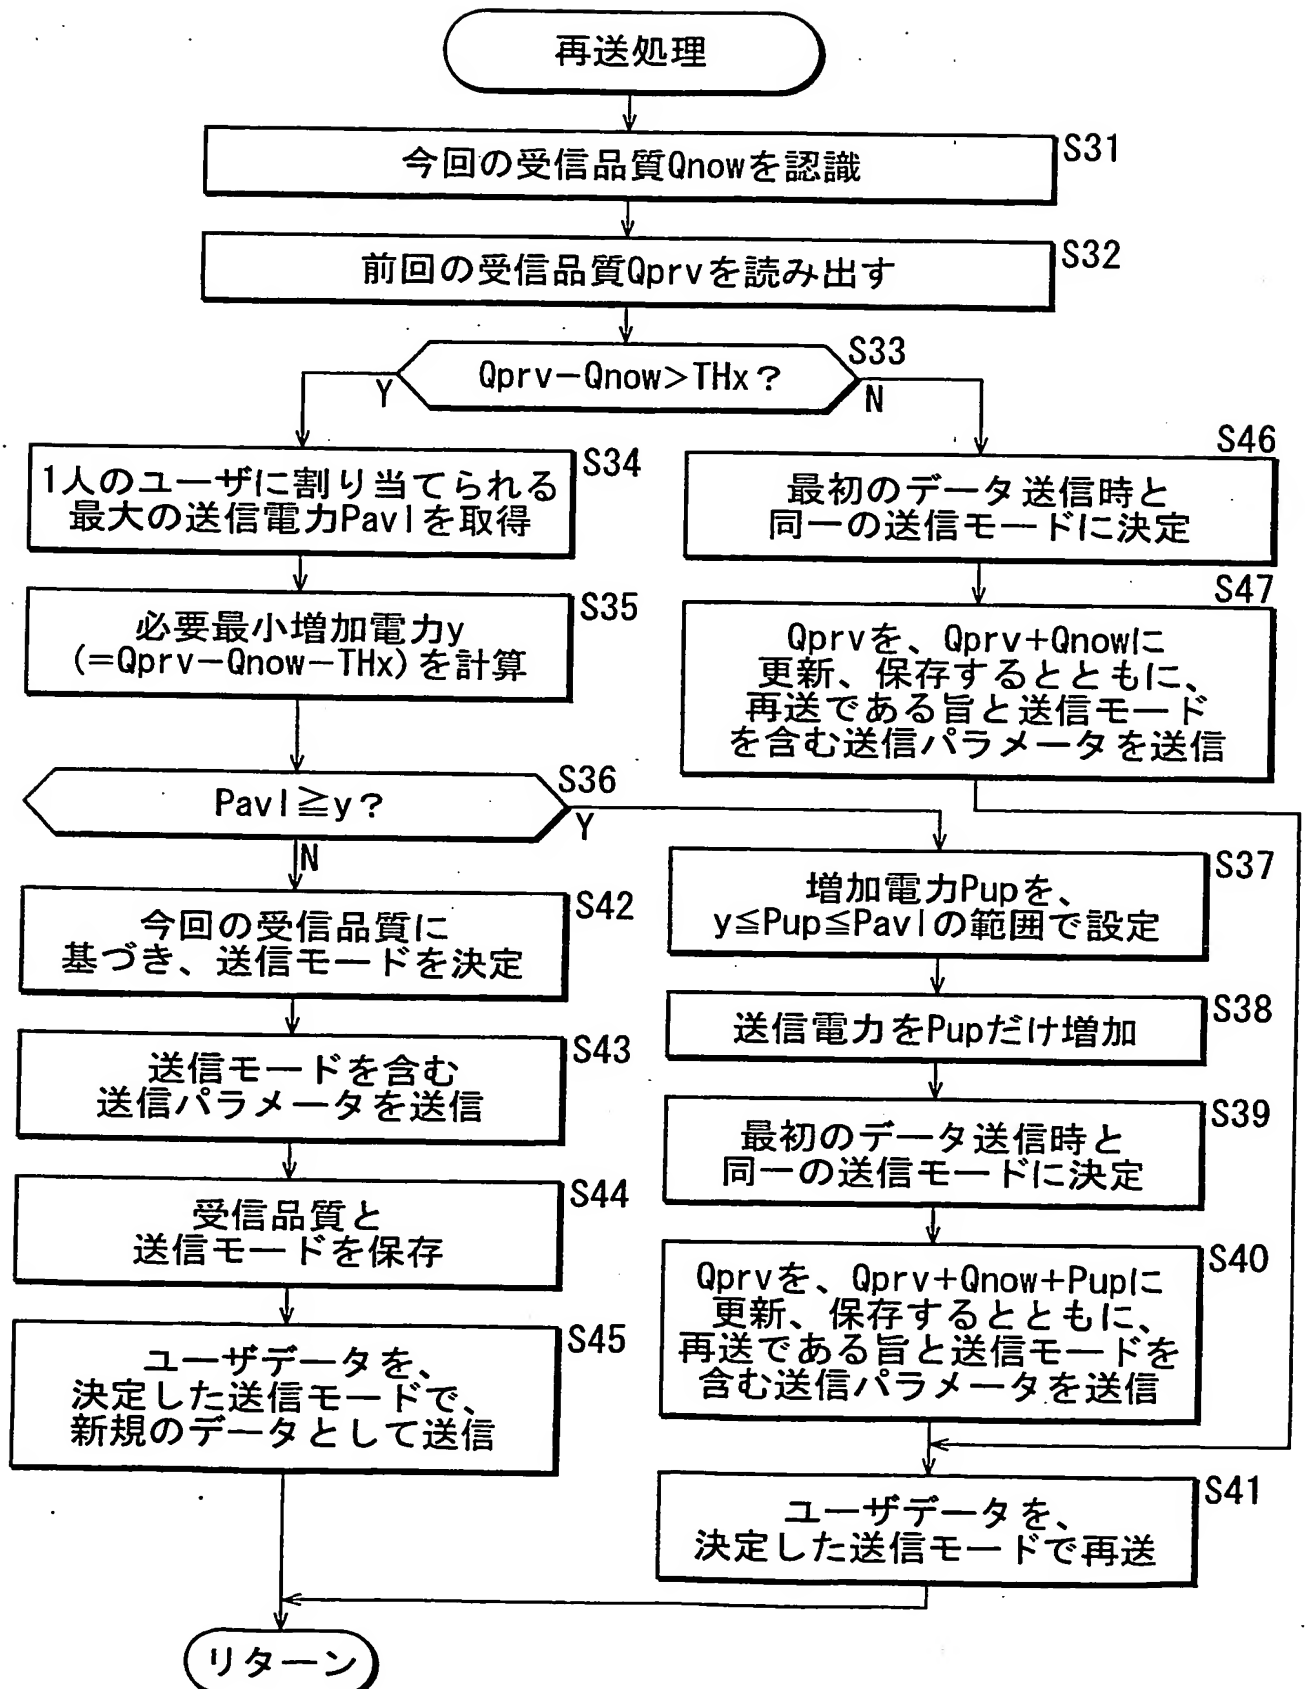 再送処理
今回の受信品質Qnowを認識
S31
前回の受信品質Qprvを読み出す
S32
Qprv−Qnow>THx?
S33
Y
N
1人のユーザに割り当てられる
最大の送信電力Pavlを取得
S34
必要最小増加電力y
(=Qprv−Qnow−THx)を計算
S35
Pavl≧y?
S36
Y
N
今回の受信品質に
基づき、送信モードを決定
S42
送信モードを含む
送信パラメータを送信
S43
受信品質と
送信モードを保存
S44
ユーザデータを、
決定した送信モードで、
新規のデータとして送信
S45
S46
最初のデータ送信時と
同一の送信モードに決定
S47
Qprvを、Qprv+Qnowに
更新、保存するとともに、
再送である旨と送信モード
を含む送信パラメータを送信
増加電力Pupを、
y≦Pup≦Pavlの範囲で設定
S37
送信電力をPupだけ増加
S38
最初のデータ送信時と
同一の送信モードに決定
S39
Qprvを、Qprv+Qnow+Pupに
更新、保存するとともに、
再送である旨と送信モードを
含む送信パラメータを送信
S40
ユーザデータを、
決定した送信モードで再送
S41
リターン